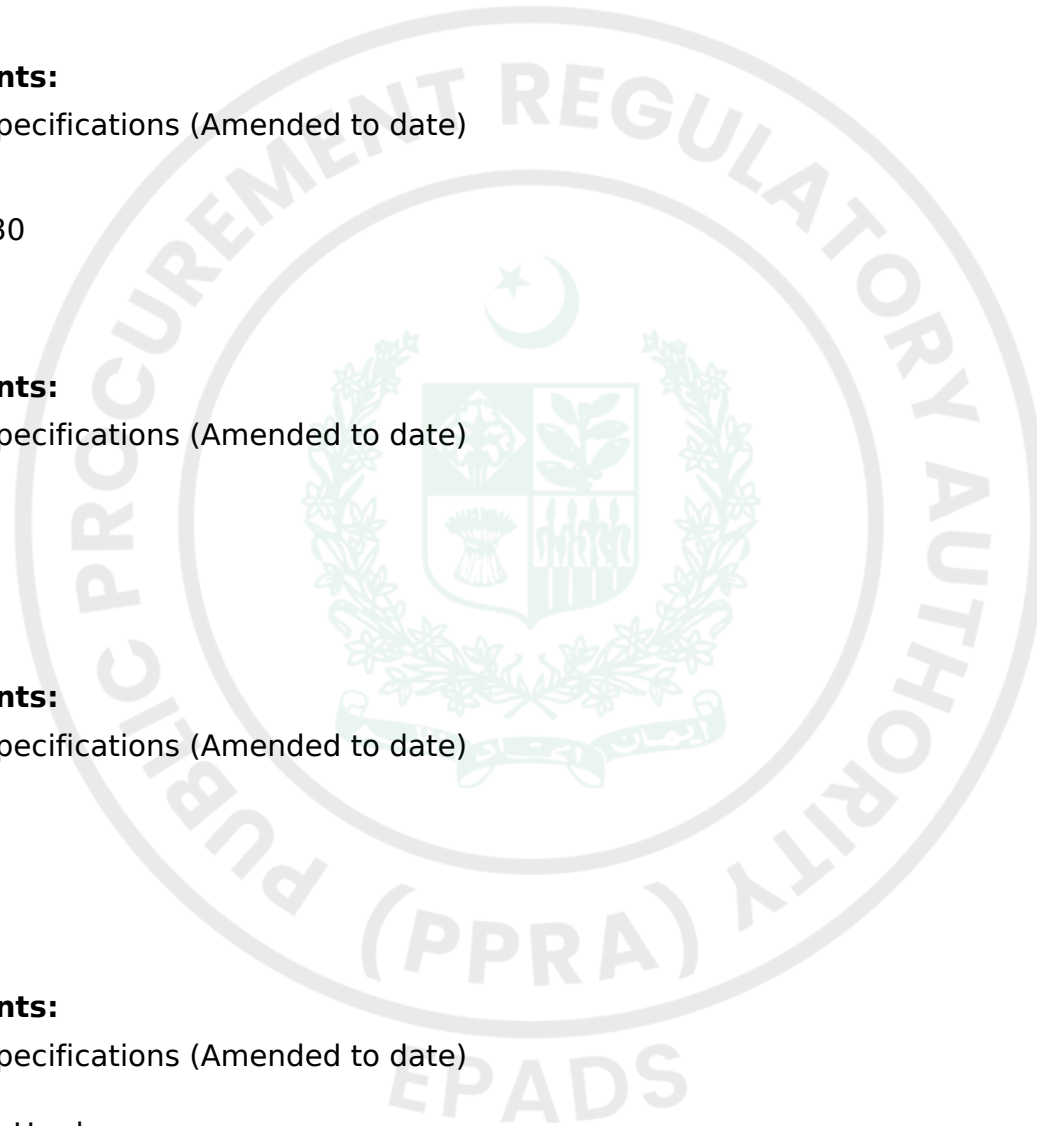 nts:
pecifications (Amended to date)
30
nts:
pecifications (Amended to date)
nts:
pecifications (Amended to date)
nts:
pecifications (Amended to date)
PUBLIC PROCUREMENT REGULATORY AUTHORITY
(PPRA)
EPADS